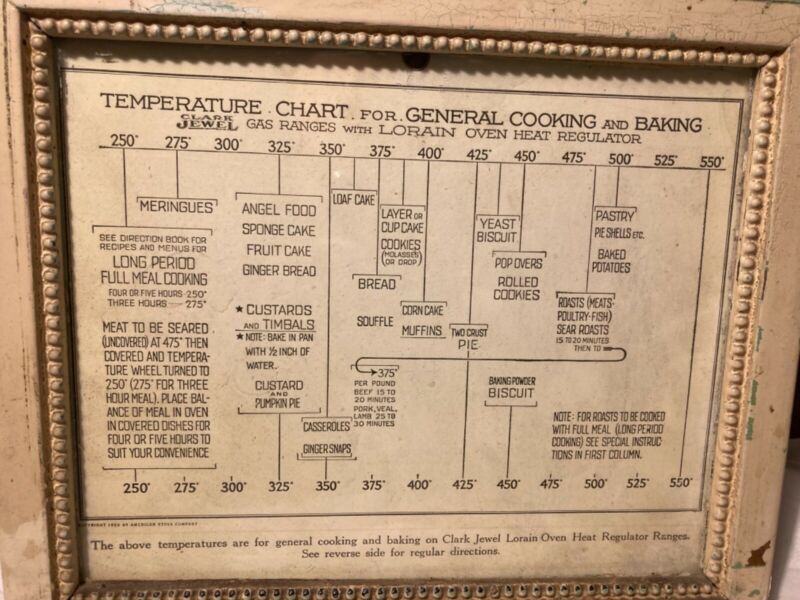 TEMPERATURE . CHART . FOR . GENERAL COOKING AND BAKING
CLARK JEWEL GAS RANGES WITH LORAIN OVEN HEAT REGULATOR
250° 275° 300° 325° 350° 375° 400° 425° 450° 475° 500° 525° 550°
MERINGUES
SEE DIRECTION BOOK FOR
RECIPES AND MENUS FOR
LONG PERIOD
FULL MEAL COOKING
FOUR OR FIVE HOURS-250°
THREE HOURS — 275°
MEAT TO BE SEARED
(UNCOVERED) AT 475° THEN
COVERED AND TEMPERA-
TURE WHEEL TURNED TO
250° (275° FOR THREE
HOUR MEAL). PLACE BAL-
ANCE OF MEAL IN OVEN
IN COVERED DISHES FOR
FOUR OR FIVE HOURS TO
SUIT YOUR CONVENIENCE
ANGEL FOOD
SPONGE CAKE
FRUIT CAKE
GINGER BREAD
★ CUSTARDS
AND TIMBALS
★ NOTE: BAKE IN PAN
WITH ½ INCH OF
WATER.
CUSTARD
AND
PUMPKIN PIE
LOAF CAKE
CASSEROLES
GINGER SNAPS
LAYER OR
CUP CAKE
COOKIES
(MOLASSES
OR DROP)
BREAD
SOUFFLE
CORN CAKE
MUFFINS
375°
PER POUND
BEEF 15 TO
20 MINUTES
PORK, VEAL,
LAMB 25 TO
30 MINUTES
TWO CRUST
PIE
YEAST
BISCUIT
POP OVERS
ROLLED
COOKIES
BAKING POWDER
BISCUIT
PASTRY
PIE SHELLS ETC.
BAKED
POTATOES
ROASTS (MEATS-
POULTRY-FISH)
SEAR ROASTS
15 TO 20 MINUTES
THEN TO
NOTE: FOR ROASTS TO BE COOKED
WITH FULL MEAL (LONG PERIOD
COOKING) SEE SPECIAL INSTRUC
TIONS IN FIRST COLUMN.
250° 275° 300° 325° 350° 375° 400° 425° 450° 475° 500° 525° 550°
BY AMERICAN STOVE COMPANY
The above temperatures are for general cooking and baking on Clark Jewel Lorain Oven Heat Regulator Ranges.
See reverse side for regular directions.